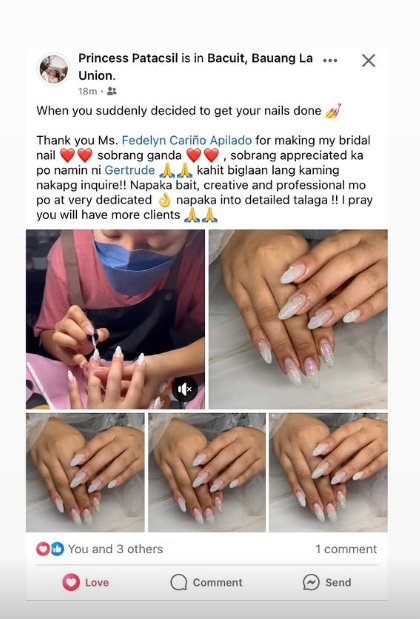 Princess Patacsil is in Bacuit, Bauang La
Union.
18m ·
When you suddenly decided to get your nails done 💅
Thank you Ms. Fedelyn Cariño Apilado for making my bridal
nail ❤️❤️ sobrang ganda ❤️❤️ , sobrang appreciated ka
po namin ni Gertrude 🙏🙏 kahit biglaan lang kaming
nakapg inquire!! Napaka bait, creative and professional mo
po at very dedicated 👌 napaka into detailed talaga !! I pray
you will have more clients 🙏🙏
You and 3 others
1 comment
Love
Comment
Send